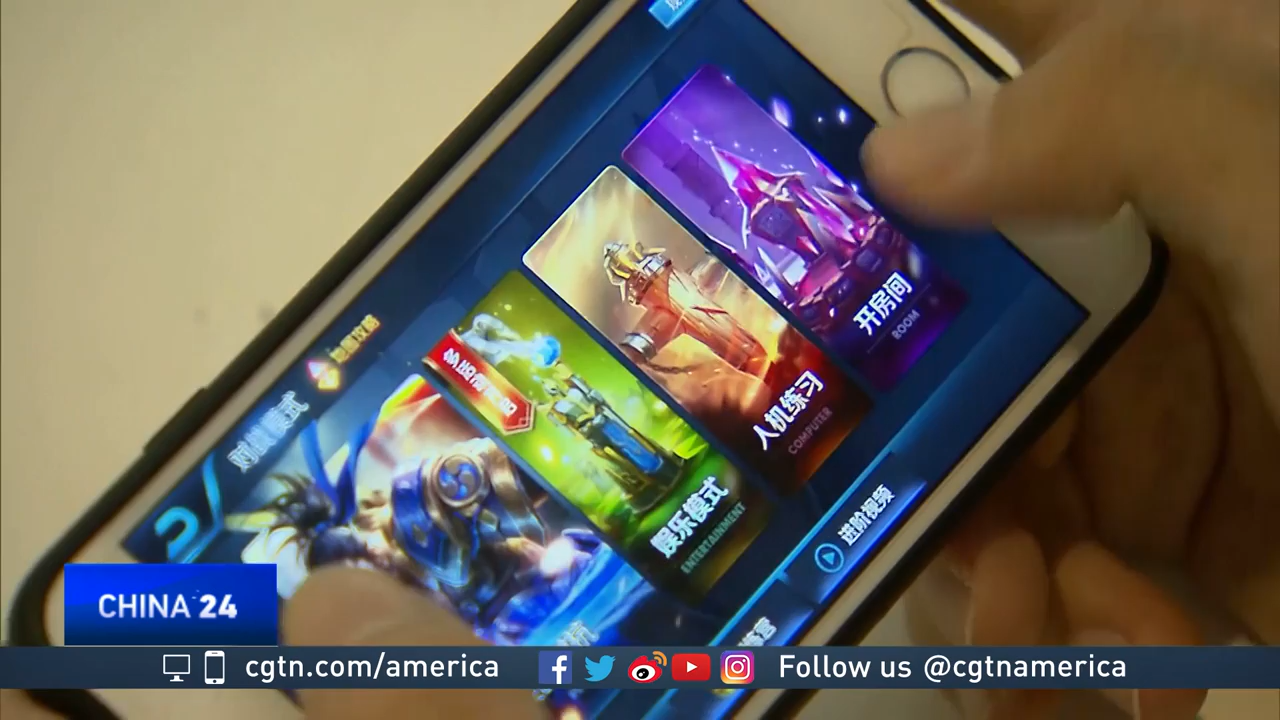 对战模式
娱乐模式
ENTERTAINMENT
人机练习
COMPUTER
开房间
ROOM
进阶视频
CHINA 24
cgtn.com/america
Follow us @cgtnamerica